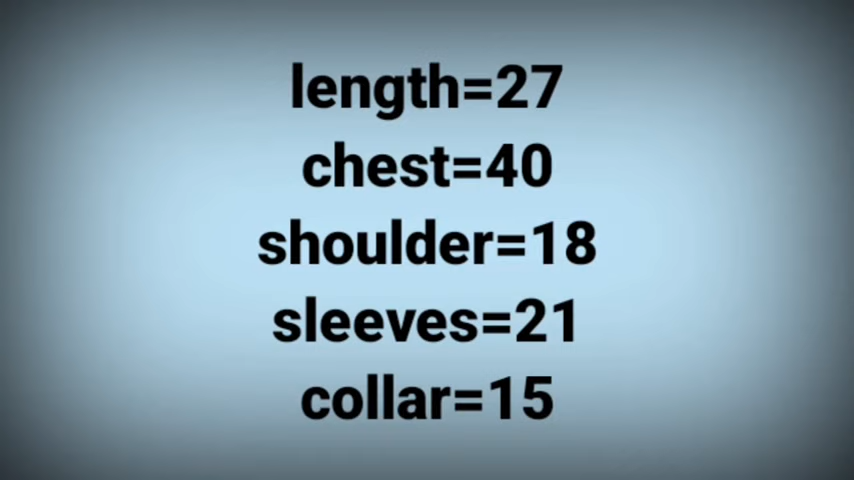 length=27
chest=40
shoulder=18
sleeves=21
collar=15